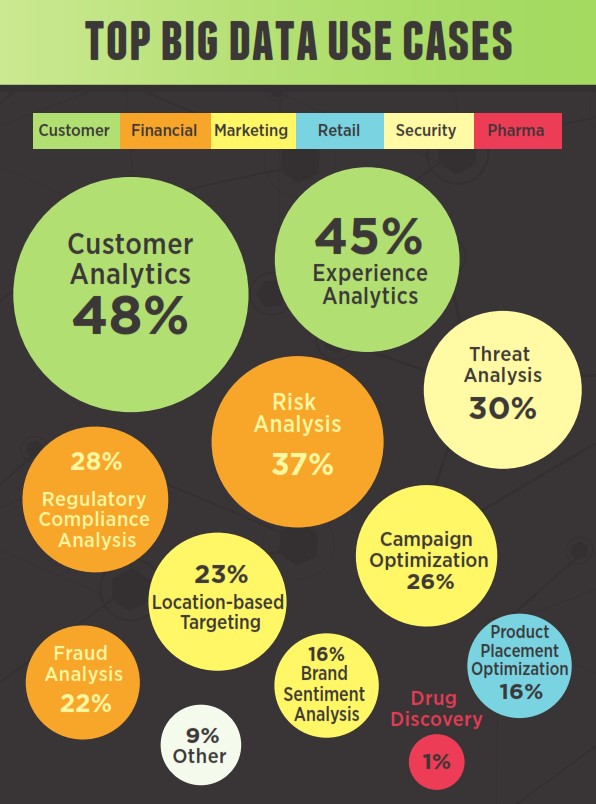 TOP BIG DATA USE CASES
Customer Financial Marketing Retail Security Pharma
Customer
Analytics
48%
45%
Experience
Analytics
Threat
Analysis
30%
Risk
Analysis
37%
28%
Regulatory
Compliance
Analysis
Campaign
Optimization
26%
23%
Location-based
Targeting
Product
Placement
Optimization
16%
Fraud
Analysis
22%
16%
Brand
Sentiment
Analysis
Drug
Discovery
1%
9%
Other